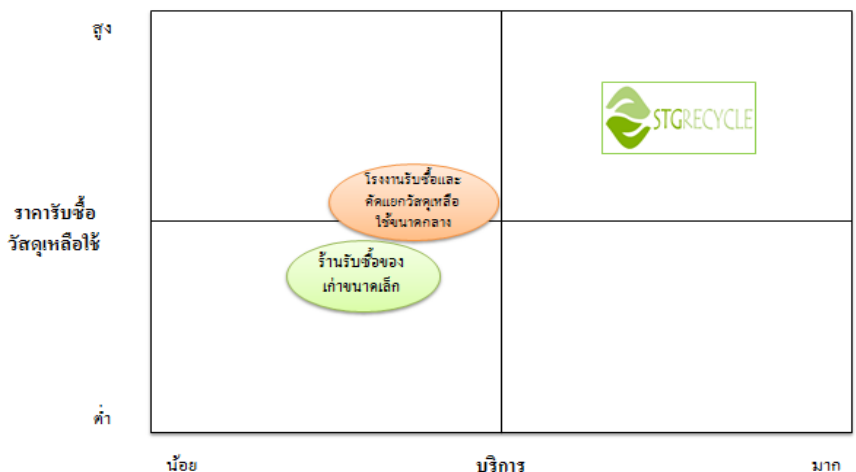 สูง
STGRECYCLE
โรงงานรับซื้อและ
คัดแยกวัสดุเหลือ
ใช้ขนาดกลาง
ราคารับซื้อ
วัสดุเหลือใช้
ร้านรับซื้อของ
เก่าขนาดเล็ก
ต่ำ
น้อย
บริการ
มาก